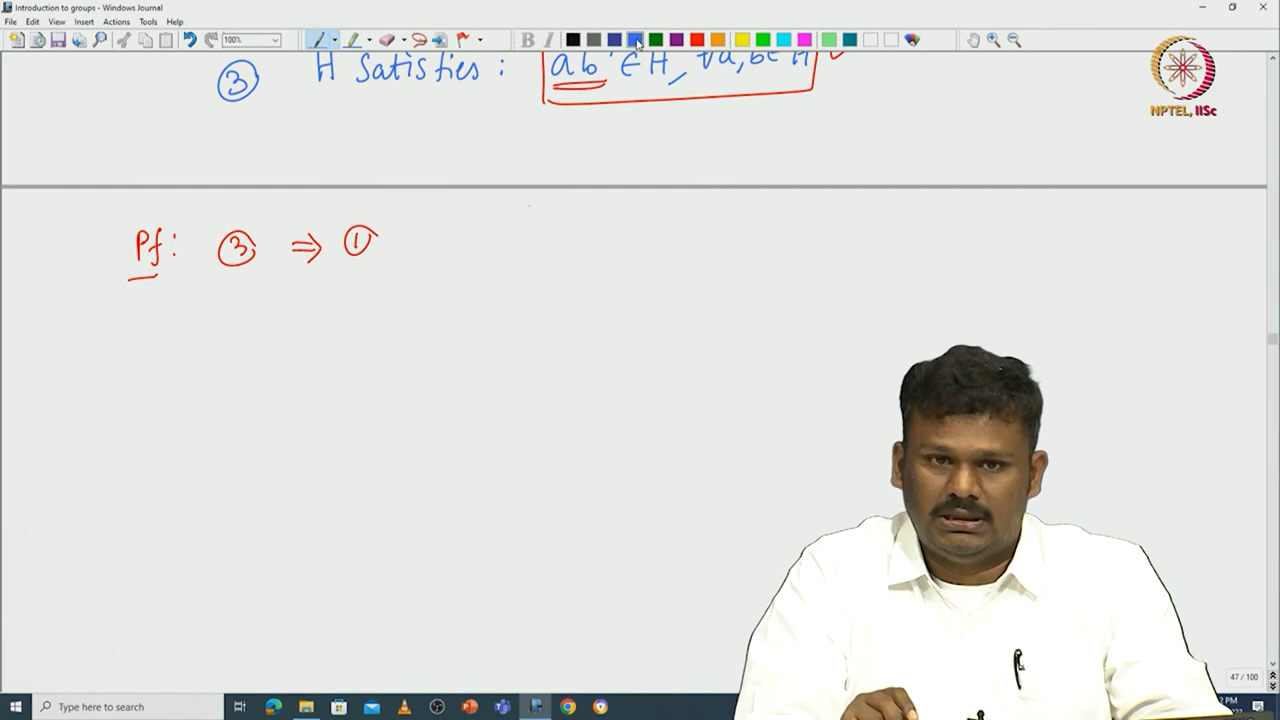 Introduction to groups - Windows Journal
File Edit View Insert Actions Tools Help
100%
③ H Satisfies : ab⁻¹ ∈ H, ∀a,b∈H
NPTEL, IISc
Pf: ③ ⇒ ①
47 / 100
Type here to search